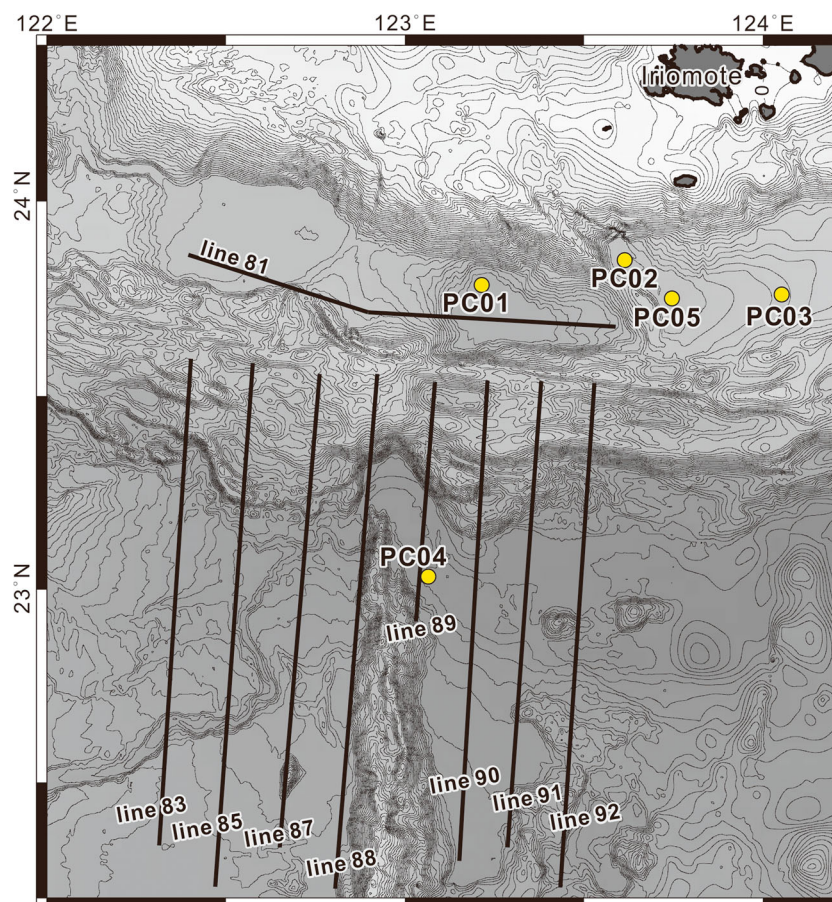 122°E
123°E
124°E
Iriomote
24°N
line 81
PC02
PC01
PC05
PC03
PC04
23°N
line 89
line 90
line 91
line 83
line 92
line 85
line 87
line 88